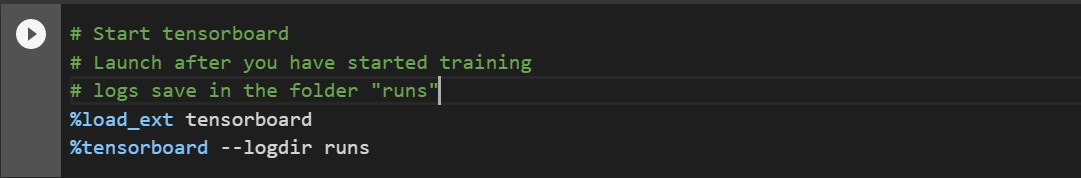 # Start tensorboard
# Launch after you have started training
# logs save in the folder "runs"
%load_ext tensorboard
%tensorboard --logdir runs